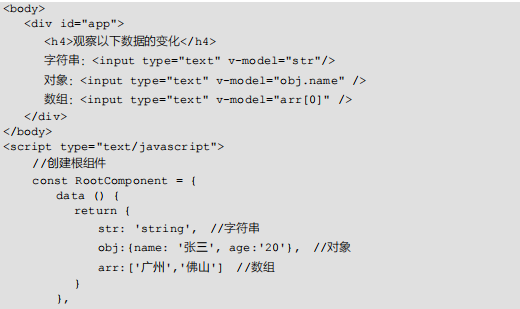 <body>
<div id="app">
<h4>观察以下数据的变化</h4>
字符串：<input type="text" v-model="str"/>
对象：<input type="text" v-model="obj.name" />
数组：<input type="text" v-model="arr[0]" />
</div>
</body>
<script type="text/javascript">
//创建根组件
const RootComponent = {
data () {
return {
str: 'string', //字符串
obj:{name: '张三', age:'20'}, //对象
arr:['广州','佛山'] //数组
}
},